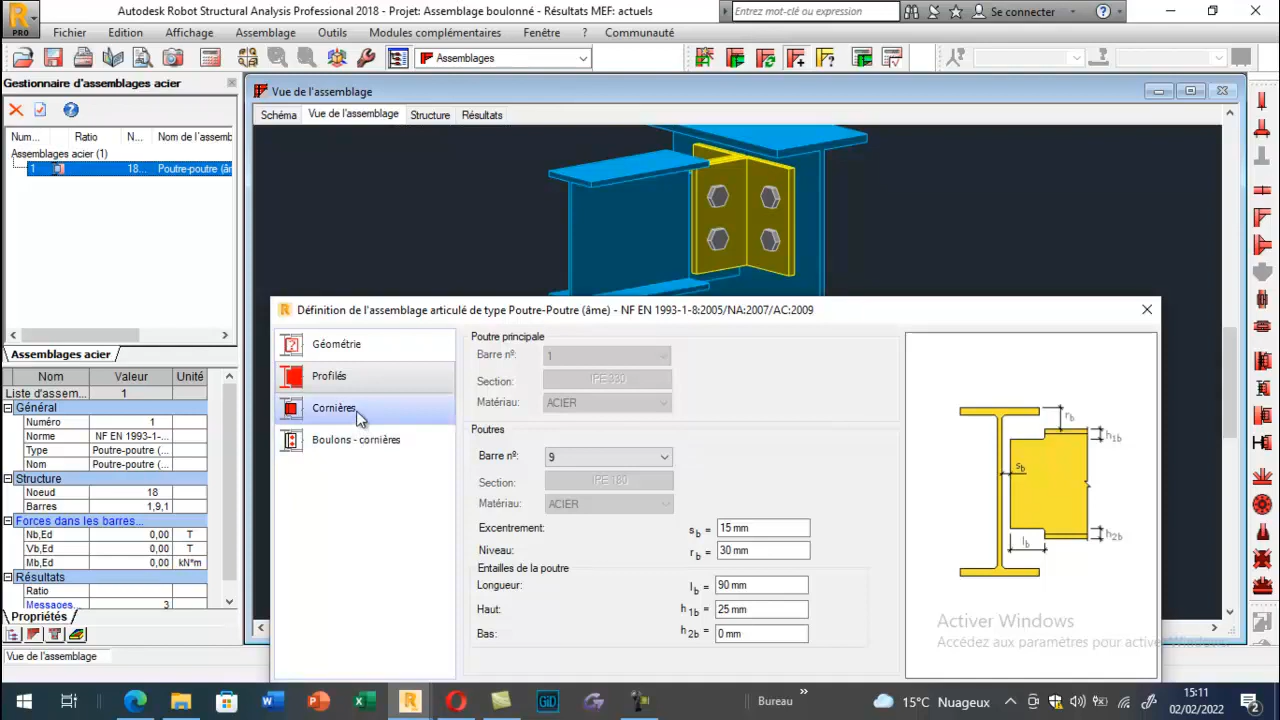 Autodesk Robot Structural Analysis Professional 2018 - Projet: Assemblage boulonné - Résultats MEF: actuels
Entrez mot-clé ou expression
Se connecter
PRO
Fichier Edition Affichage Assemblage Outils Modules complémentaires Fenêtre ? Communauté
Assemblages
Gestionnaire d'assemblages acier
Num... Ratio N... Nom de l'assemb
Assemblages acier (1)
1 18... Poutre-poutre (âr
Assemblages acier
Nom Valeur Unité
Liste d'assem... 1
Général
Numéro 1
Norme NF EN 1993-1-...
Type Poutre-poutre (...
Nom Poutre-poutre (...
Structure
Noeud 18
Barres 1,9,1
Forces dans les barres...
Nb,Ed 0,00 T
Vb,Ed 0,00 T
Mb,Ed 0,00 kN*m
Résultats
Ratio
Messages... 3
Propriétés
Vue de l'assemblage
Vue de l'assemblage
Schéma Vue de l'assemblage Structure Résultats
Définition de l'assemblage articulé de type Poutre-Poutre (âme) - NF EN 1993-1-8:2005/NA:2007/AC:2009
Géométrie
Profilés
Cornières
Boulons - cornières
Poutre principale
Barre nº: 1
Section: IPE 330
Matériau: ACIER
Poutres
Barre nº: 9
Section: IPE 180
Matériau: ACIER
Excentrement: sb = 15 mm
Niveau: rb = 30 mm
Entailles de la poutre
Longueur: lb = 90 mm
Haut: h1b = 25 mm
Bas: h2b = 0 mm
rb
h1b
sb
lb
h2b
Activer Windows
Accédez aux paramètres pour activer Windows.
Bureau
15°C Nuageux
15:11
02/02/2022
2